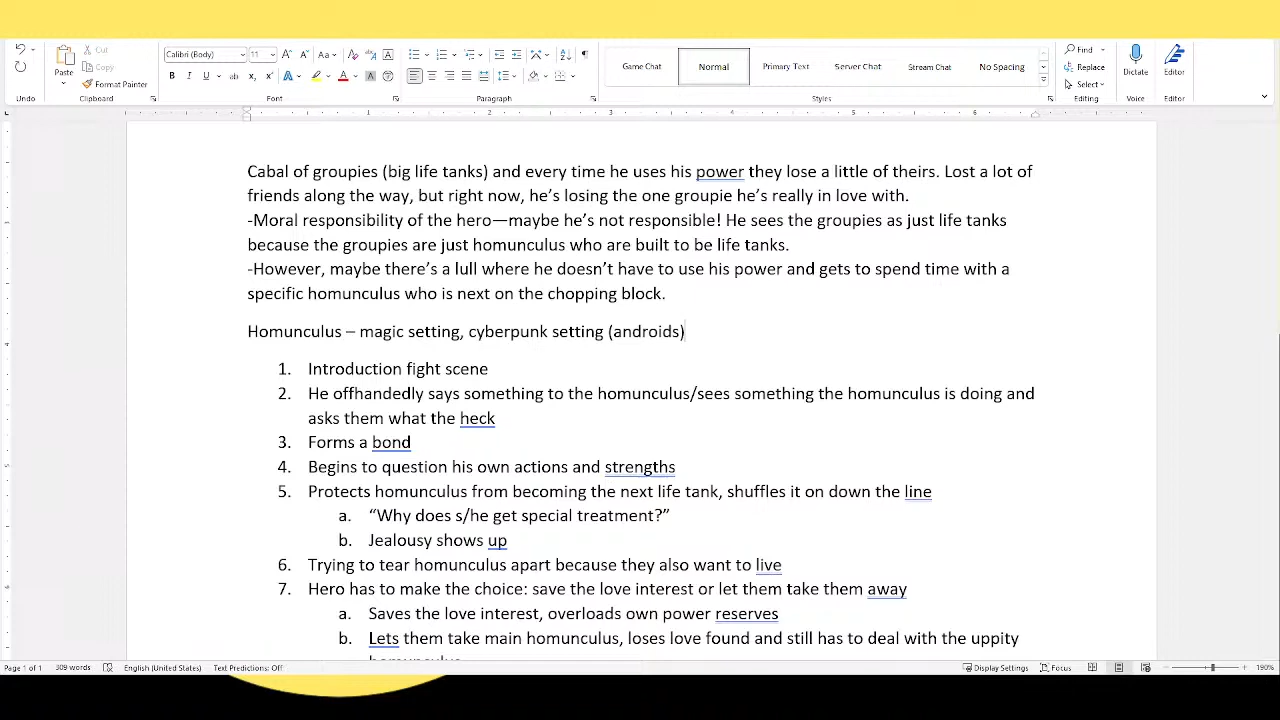 Cut
Copy
Format Painter
Paste
Undo
Clipboard
Calibri (Body)
11
Font
Paragraph
Game Chat
Normal
Primary Text
Server Chat
Stream Chat
No Spacing
Styles
Find
Replace
Select
Editing
Dictate
Voice
Editor
Editor
1 2 3 4 5 6
Cabal of groupies (big life tanks) and every time he uses his power they lose a little of theirs. Lost a lot of
friends along the way, but right now, he's losing the one groupie he's really in love with.
-Moral responsibility of the hero—maybe he's not responsible! He sees the groupies as just life tanks
because the groupies are just homunculus who are built to be life tanks.
-However, maybe there's a lull where he doesn't have to use his power and gets to spend time with a
specific homunculus who is next on the chopping block.
Homunculus – magic setting, cyberpunk setting (androids)
1. Introduction fight scene
2. He offhandedly says something to the homunculus/sees something the homunculus is doing and
asks them what the heck
3. Forms a bond
4. Begins to question his own actions and strengths
5. Protects homunculus from becoming the next life tank, shuffles it on down the line
a. “Why does s/he get special treatment?”
b. Jealousy shows up
6. Trying to tear homunculus apart because they also want to live
7. Hero has to make the choice: save the love interest or let them take them away
a. Saves the love interest, overloads own power reserves
b. Lets them take main homunculus, loses love found and still has to deal with the uppity
Page 1 of 1 309 words English (United States) Text Predictions: Off Display Settings Focus 190%